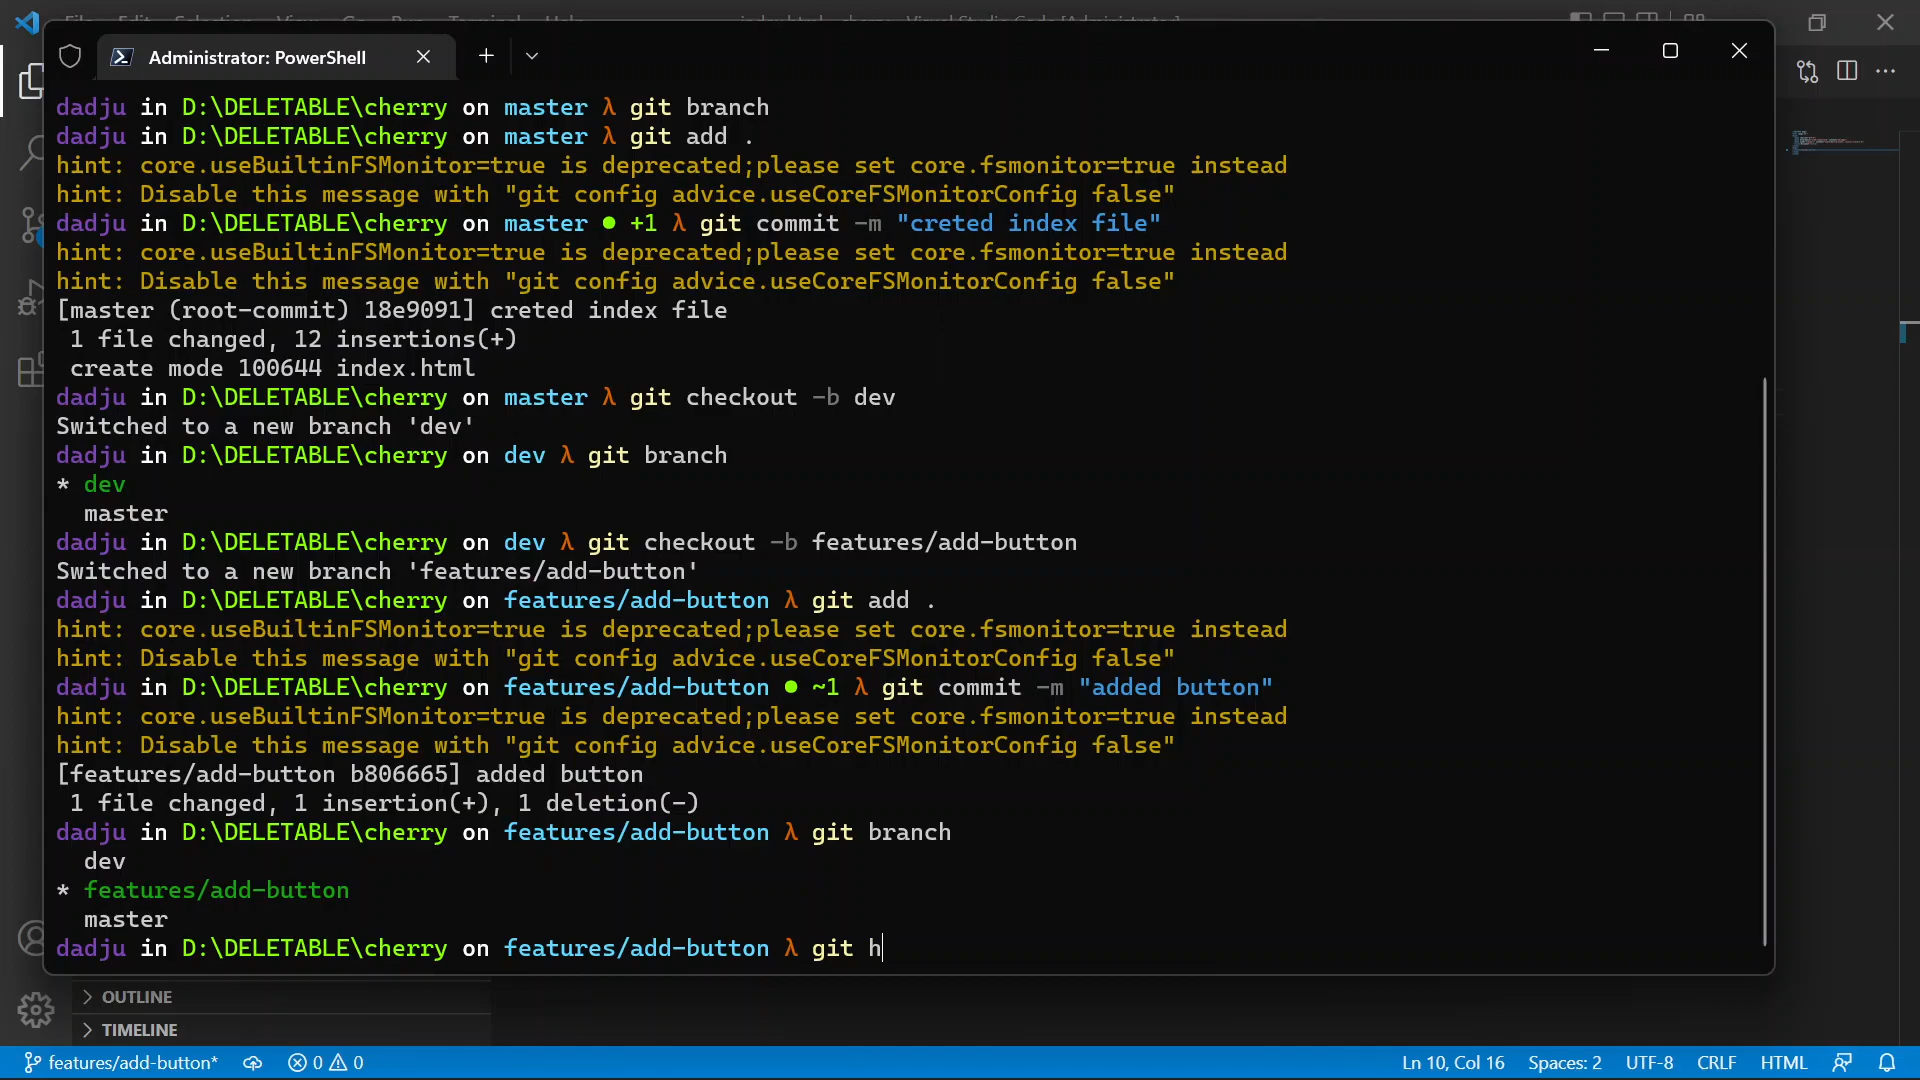 Administrator: PowerShell
dadju in D:\DELETABLE\cherry on master λ git branch
dadju in D:\DELETABLE\cherry on master λ git add .
hint: core.useBuiltinFSMonitor=true is deprecated;please set core.fsmonitor=true instead
hint: Disable this message with "git config advice.useCoreFSMonitorConfig false"
dadju in D:\DELETABLE\cherry on master ● +1 λ git commit -m "creted index file"
hint: core.useBuiltinFSMonitor=true is deprecated;please set core.fsmonitor=true instead
hint: Disable this message with "git config advice.useCoreFSMonitorConfig false"
[master (root-commit) 18e9091] creted index file
1 file changed, 12 insertions(+)
create mode 100644 index.html
dadju in D:\DELETABLE\cherry on master λ git checkout -b dev
Switched to a new branch 'dev'
dadju in D:\DELETABLE\cherry on dev λ git branch
* dev
master
dadju in D:\DELETABLE\cherry on dev λ git checkout -b features/add-button
Switched to a new branch 'features/add-button'
dadju in D:\DELETABLE\cherry on features/add-button λ git add .
hint: core.useBuiltinFSMonitor=true is deprecated;please set core.fsmonitor=true instead
hint: Disable this message with "git config advice.useCoreFSMonitorConfig false"
dadju in D:\DELETABLE\cherry on features/add-button ● ~1 λ git commit -m "added button"
hint: core.useBuiltinFSMonitor=true is deprecated;please set core.fsmonitor=true instead
hint: Disable this message with "git config advice.useCoreFSMonitorConfig false"
[features/add-button b806665] added button
1 file changed, 1 insertion(+), 1 deletion(-)
dadju in D:\DELETABLE\cherry on features/add-button λ git branch
dev
* features/add-button
master
dadju in D:\DELETABLE\cherry on features/add-button λ git h
OUTLINE
TIMELINE
features/add-button* 0 0 Ln 10, Col 16 Spaces: 2 UTF-8 CRLF HTML